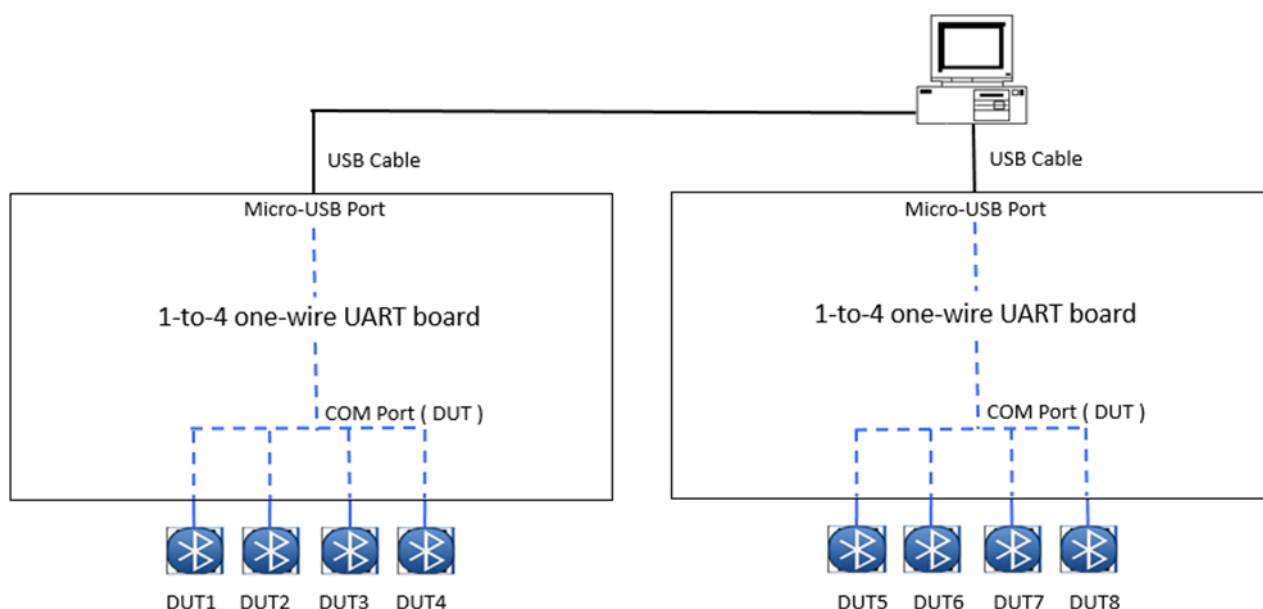 USB Cable
USB Cable
Micro-USB Port
Micro-USB Port
1-to-4 one-wire UART board
1-to-4 one-wire UART board
COM Port ( DUT )
COM Port ( DUT )
DUT1 DUT2 DUT3 DUT4
DUT5 DUT6 DUT7 DUT8